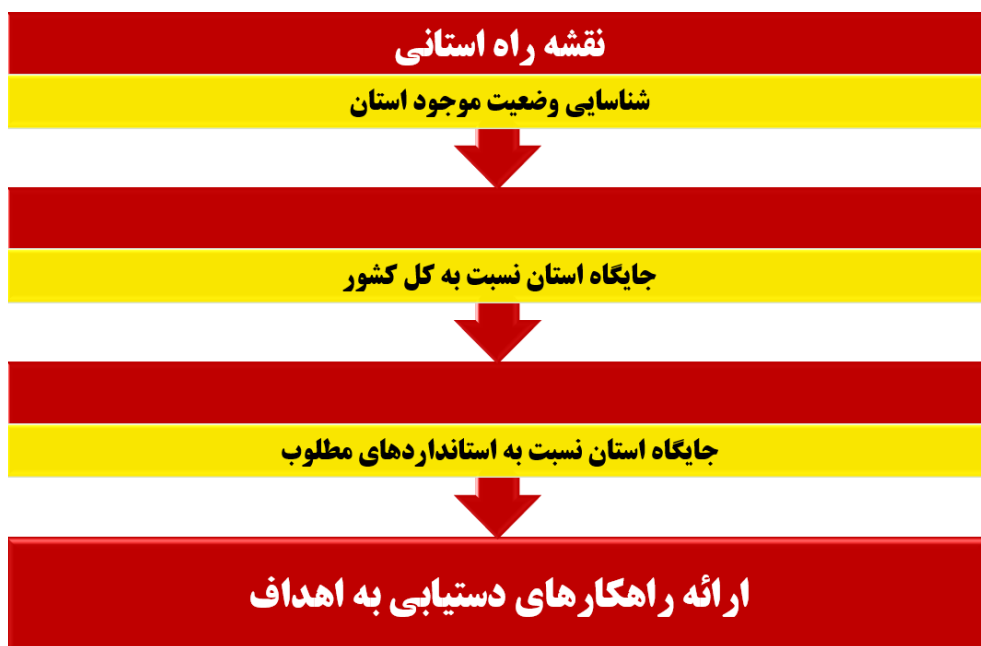 نقشه راه استانی
شناسایی وضعیت موجود استان
جایگاه استان نسبت به کل کشور
جایگاه استان نسبت به استانداردهای مطلوب
ارائه راهکارهای دستیابی به اهداف